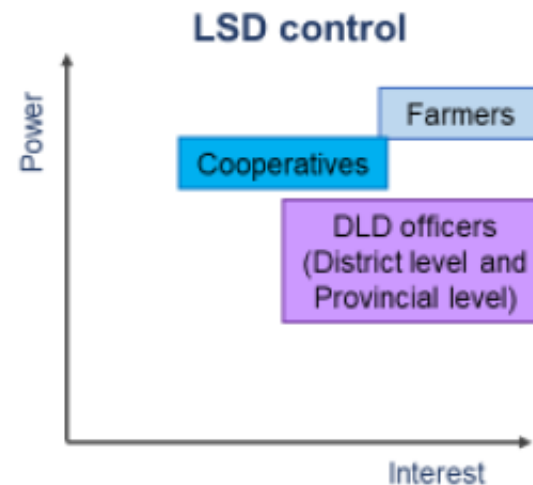 LSD control
Power
Farmers
Cooperatives
DLD officers
(District level and
Provincial level)
Interest